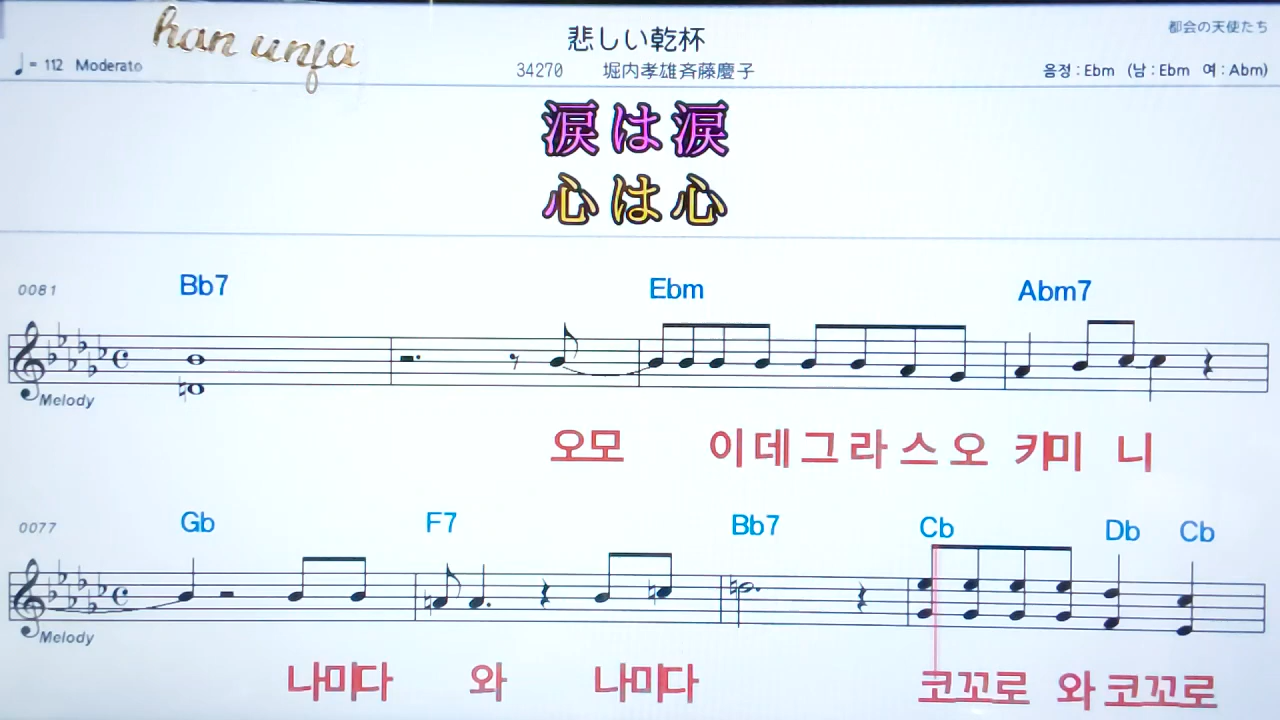 han unja
悲しい乾杯
都会の天使たち
♩= 112 Moderato
34270 堀内孝雄斉藤慶子
음정 : Ebm (남 : Ebm 여 : Abm)
涙は涙
心は心
0081 Bb7 Ebm Abm7
Melody
오모 이데그라스오 키미 니
0077 Gb F7 Bb7 Cb Db Cb
Melody
나미다 와 나미다 코꼬로 와 코꼬로